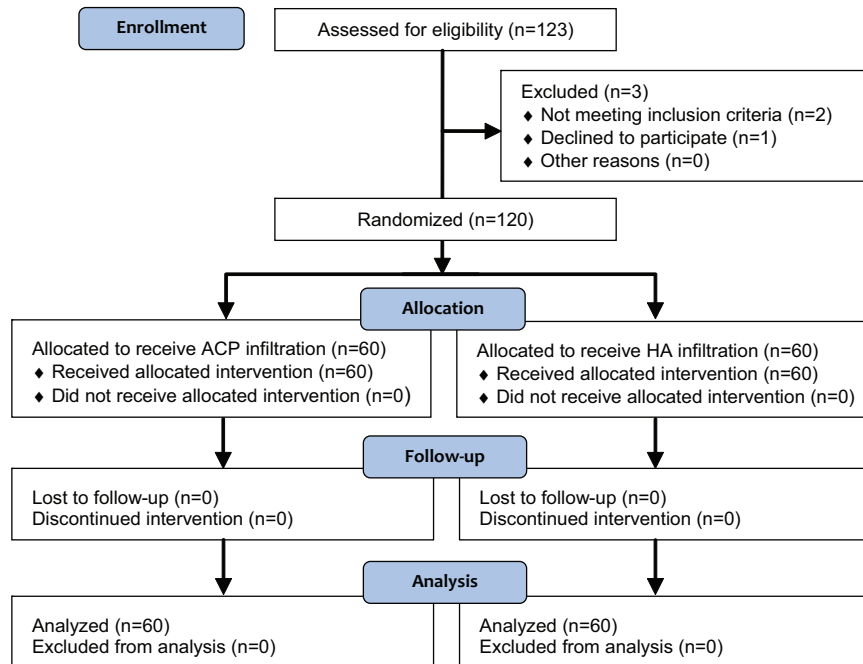 Enrollment
Assessed for eligibility (n=123)
Excluded (n=3)
♦ Not meeting inclusion criteria (n=2)
♦ Declined to participate (n=1)
♦ Other reasons (n=0)
Randomized (n=120)
Allocation
Allocated to receive ACP infiltration (n=60)
♦ Received allocated intervention (n=60)
♦ Did not receive allocated intervention (n=0)
Allocated to receive HA infiltration (n=60)
♦ Received allocated intervention (n=60)
♦ Did not receive allocated intervention (n=0)
Follow-up
Lost to follow-up (n=0)
Discontinued intervention (n=0)
Lost to follow-up (n=0)
Discontinued intervention (n=0)
Analysis
Analyzed (n=60)
Excluded from analysis (n=0)
Analyzed (n=60)
Excluded from analysis (n=0)